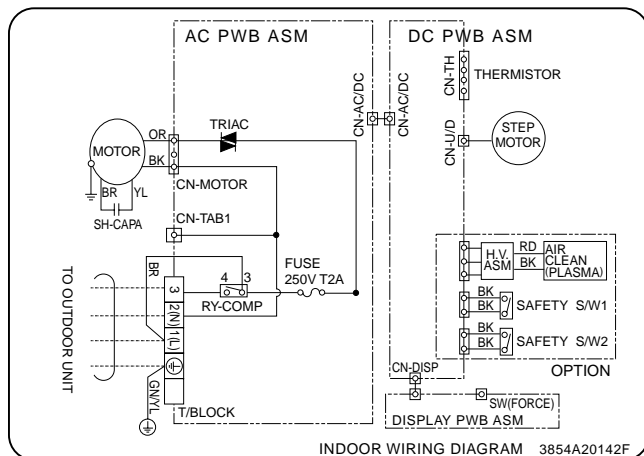 AC PWB ASM
DC PWB ASM
CN-AC/DC
CN-AC/DC
CN-TH
THERMISTOR
CN-U/D
STEP
MOTOR
TRIAC
OR
MOTOR
BK
BR
YL
SH-CAPA
CN-MOTOR
CN-TAB1
BR
4
3
RY-COMP
FUSE
250V T2A
TO OUTDOOR UNIT
3
2(N)
1(L)
GN/YL
T/BLOCK
H.V.
ASM
RD
BK
AIR
CLEAN
(PLASMA)
BK
BK
SAFETY S/W1
BK
BK
SAFETY S/W2
OPTION
CN-DISP
SW(FORCE)
DISPLAY PWB ASM
INDOOR WIRING DIAGRAM 3854A20142F